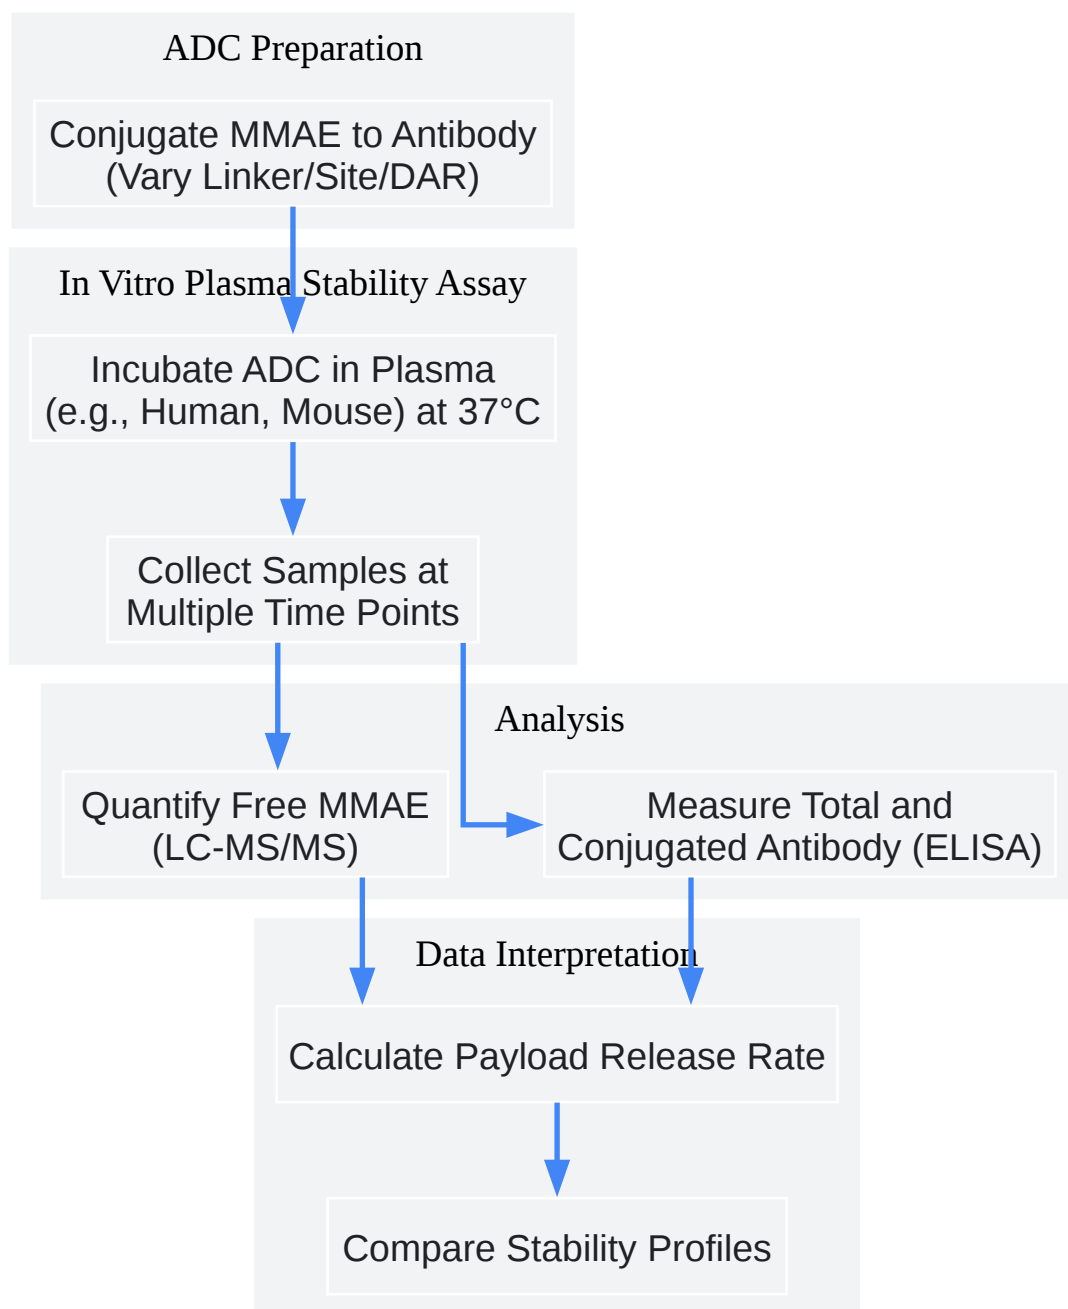 ADC Preparation
Conjugate MMAE to Antibody
(Vary Linker/Site/DAR)
In Vitro Plasma Stability Assay
Incubate ADC in Plasma
(e.g., Human, Mouse) at 37°C
Collect Samples at
Multiple Time Points
Analysis
Quantify Free MMAE
(LC-MS/MS)
Measure Total and
Conjugated Antibody (ELISA)
Data Interpretation
Calculate Payload Release Rate
Compare Stability Profiles